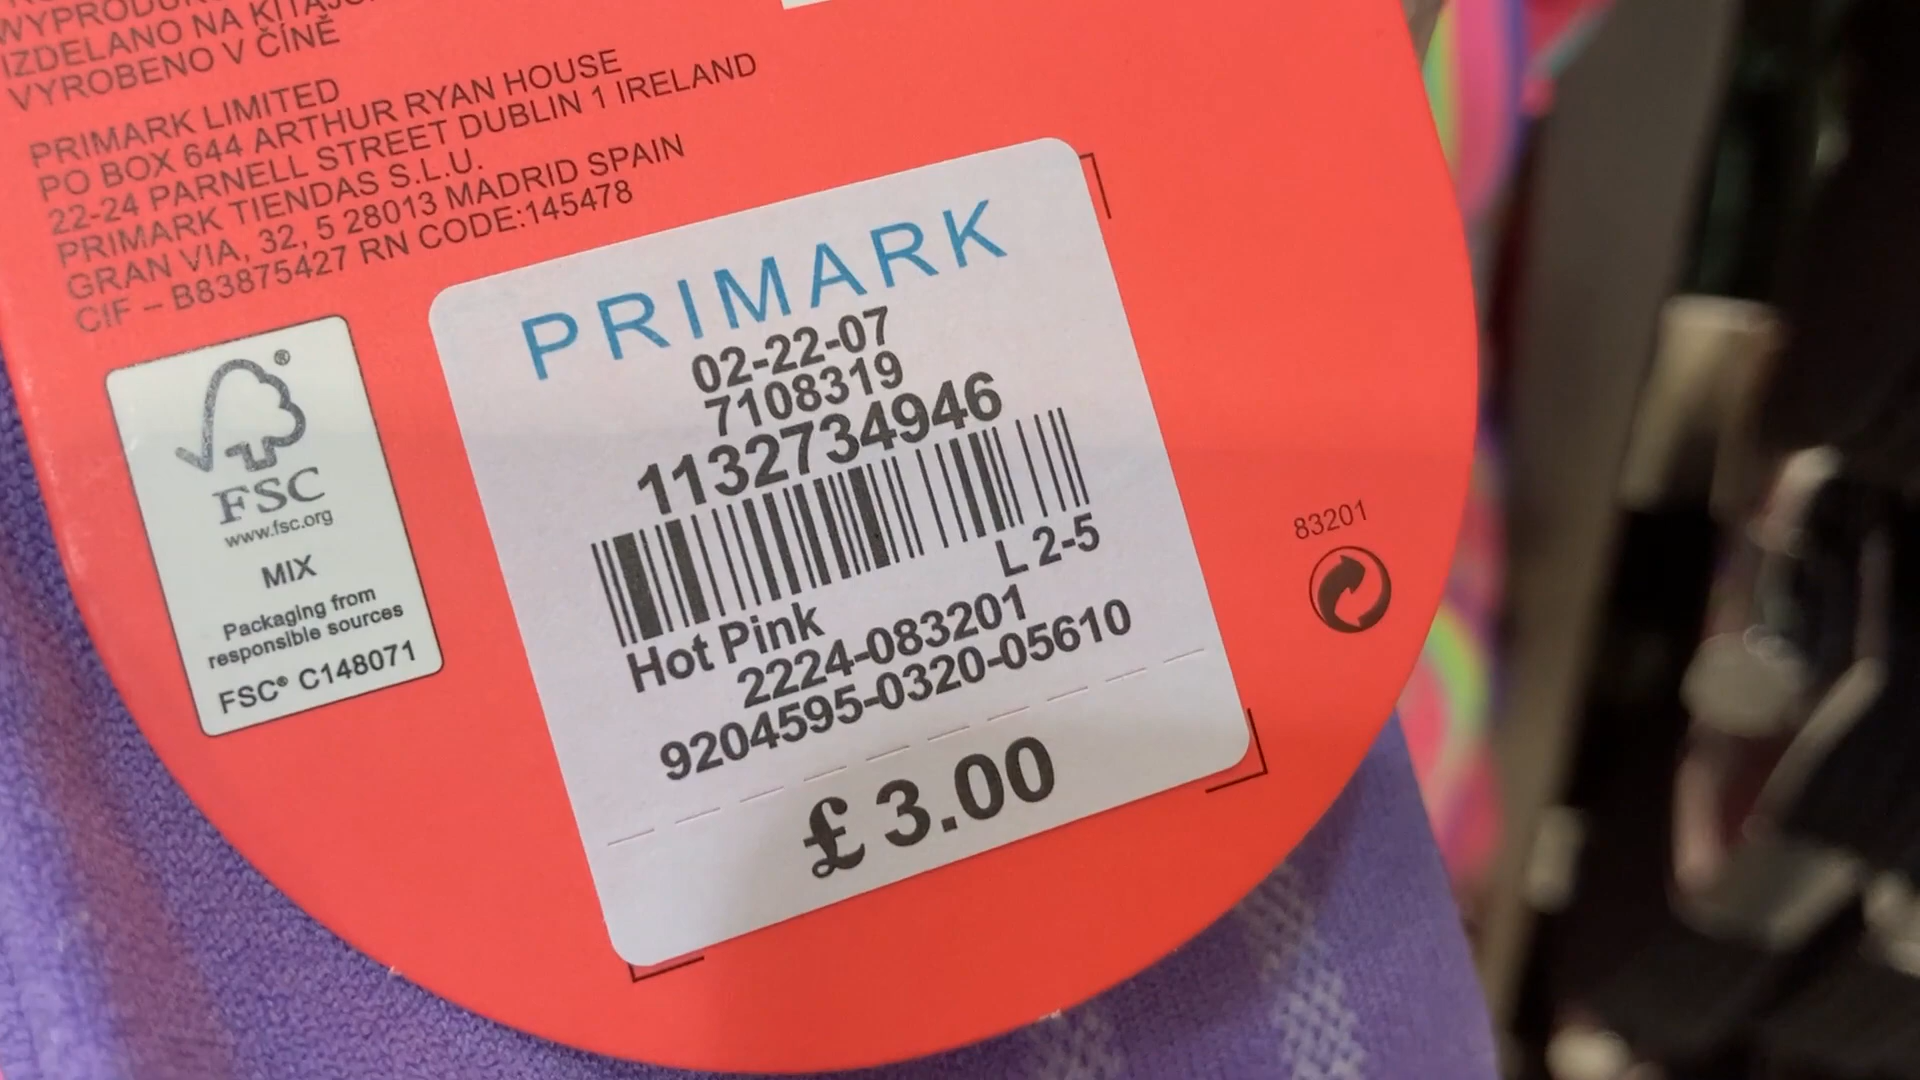 IZDELANO NA
VYROBENO V ČÍNĚ
PRIMARK LIMITED
PO BOX 644 ARTHUR RYAN HOUSE
22-24 PARNELL STREET DUBLIN 1 IRELAND
PRIMARK TIENDAS S.L.U.
GRAN VIA, 32, 5 28013 MADRID SPAIN
CIF – B83875427 RN CODE:145478
FSC®
www.fsc.org
MIX
Packaging from
responsible sources
FSC® C148071
PRIMARK
02-22-07
7108319
1132734946
L 2-5
Hot Pink
2224-083201
9204595-0320-05610
£ 3.00
83201